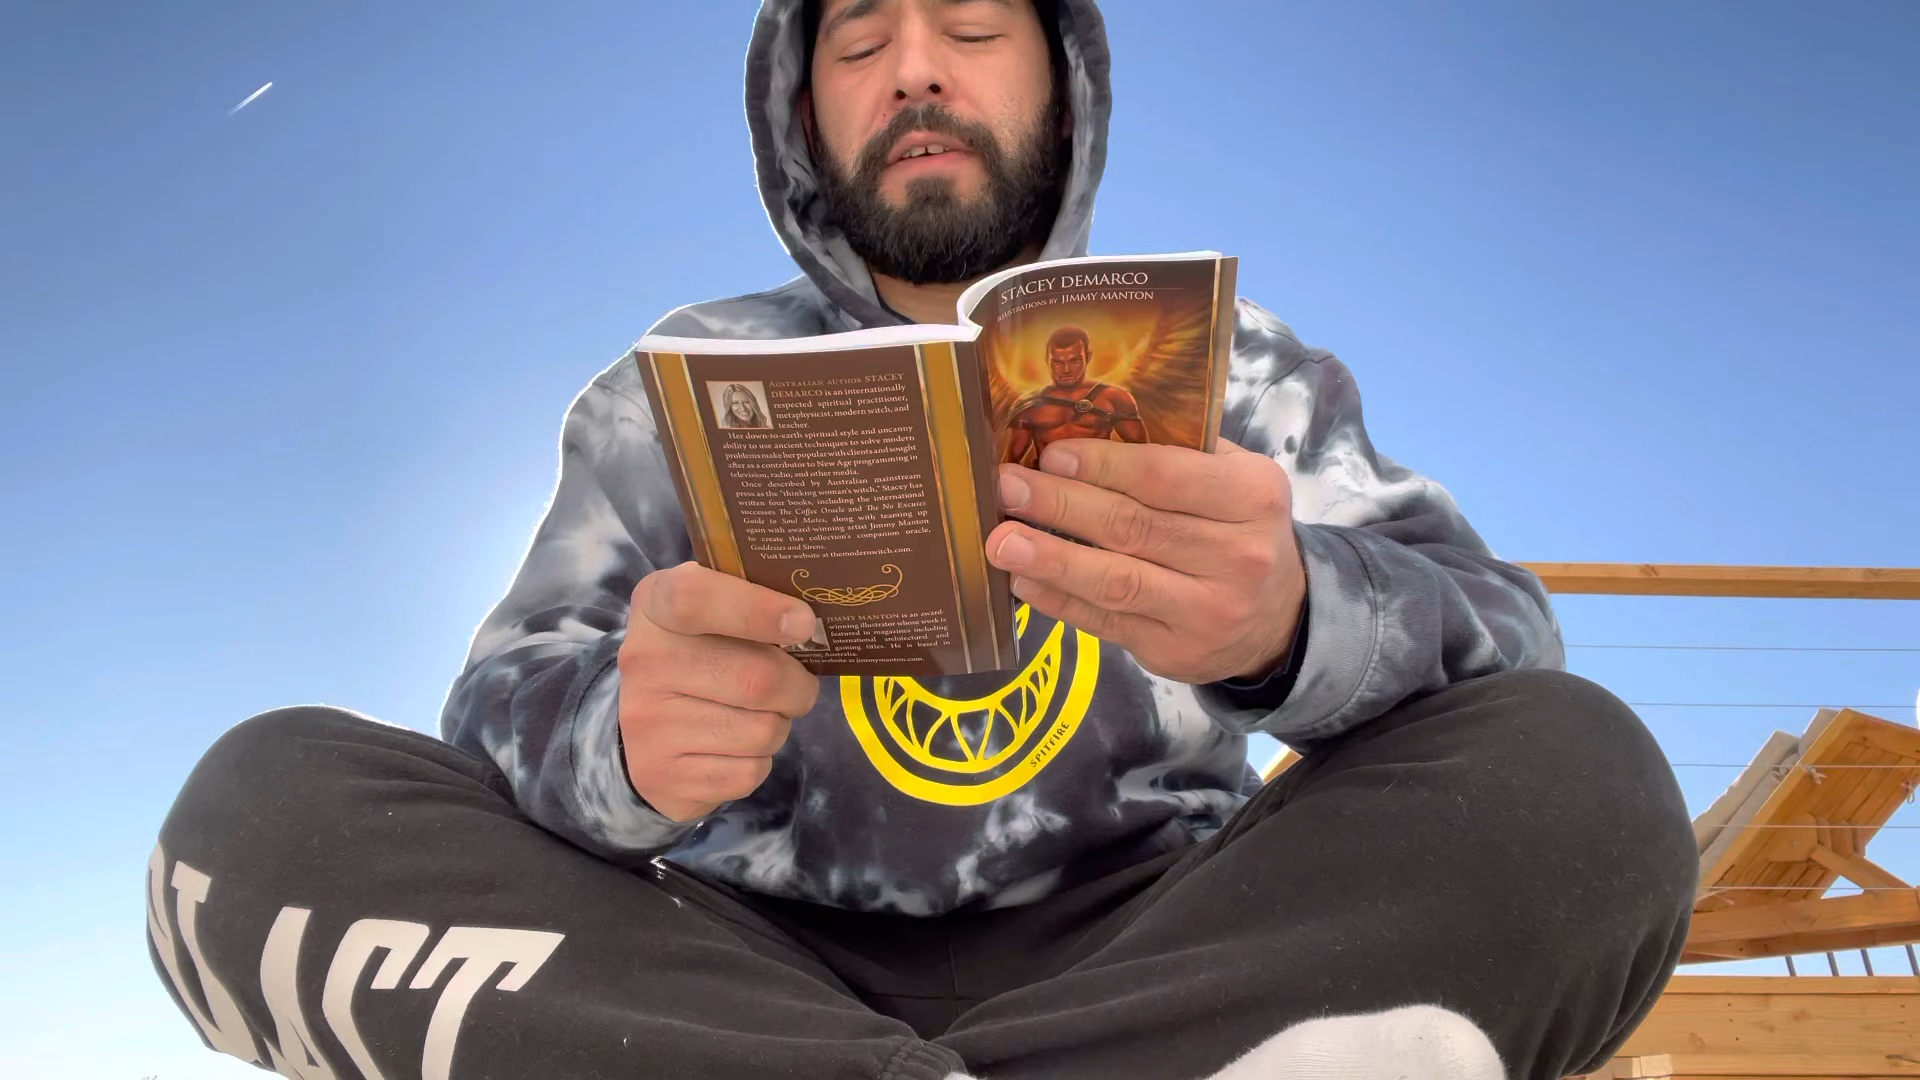 STACEY DEMARCO
ILLUSTRATIONS BY JIMMY MANTON
AUSTRALIAN AUTHOR STACEY
DEMARCO is an internationally
respected spiritual practitioner,
metaphysicist, modern witch, and
teacher.
Her down-to-earth spiritual style and uncanny
ability to use ancient techniques to solve modern
problems make her popular with clients and sought
after as a contributor to New Age programming in
television, radio, and other media.
Once described by Australian mainstream
press as the "thinking woman's witch," Stacey has
written four books, including the international
successes The Coffee Oracle and The No Excuses
Guide to Soul Mates, along with teaming up
again with award-winning artist Jimmy Manton
to create this collection's companion oracle,
Goddesses and Sirens.
Visit her website at themodernwitch.com.
JIMMY MANTON is an award-
winning illustrator whose work is
featured in magazines including
international architectural and
gaming titles. He is based in
Australia.
his website at jimmymanton.com.
SPITFIRE